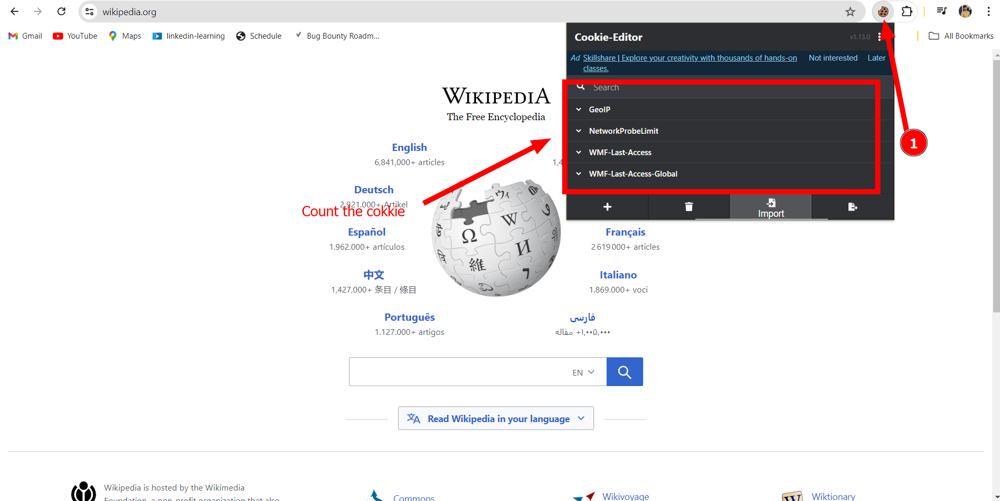 wikipedia.org
Gmail YouTube Maps linkedin-learning Schedule Bug Bounty Roadm... All Bookmarks
Cookie-Editor v1.13.0
Ad Skillshare | Explore your creativity with thousands of hands-on Not interested Later
classes.
Search
GeoIP
NetworkProbeLimit
WMF-Last-Access
WMF-Last-Access-Global
Import
1
WIKIPEDIA
The Free Encyclopedia
English
6,841,000+ articles
1,4
Deutsch
2.921.000+ Artikel
Count the cokkie
Español
1.962.000+ artículos
Français
2 619 000+ articles
中文
1,427,000+ 条目 / 條目
Italiano
1.869.000+ voci
Português
1.127.000+ artigos
فارسی
۱٬۰۰۵٬۰۰۰+ مقاله
EN
Read Wikipedia in your language
Wikipedia is hosted by the Wikimedia
Foundation, a non-profit organization that also
Commons
Wikivoyage
Wiktionary